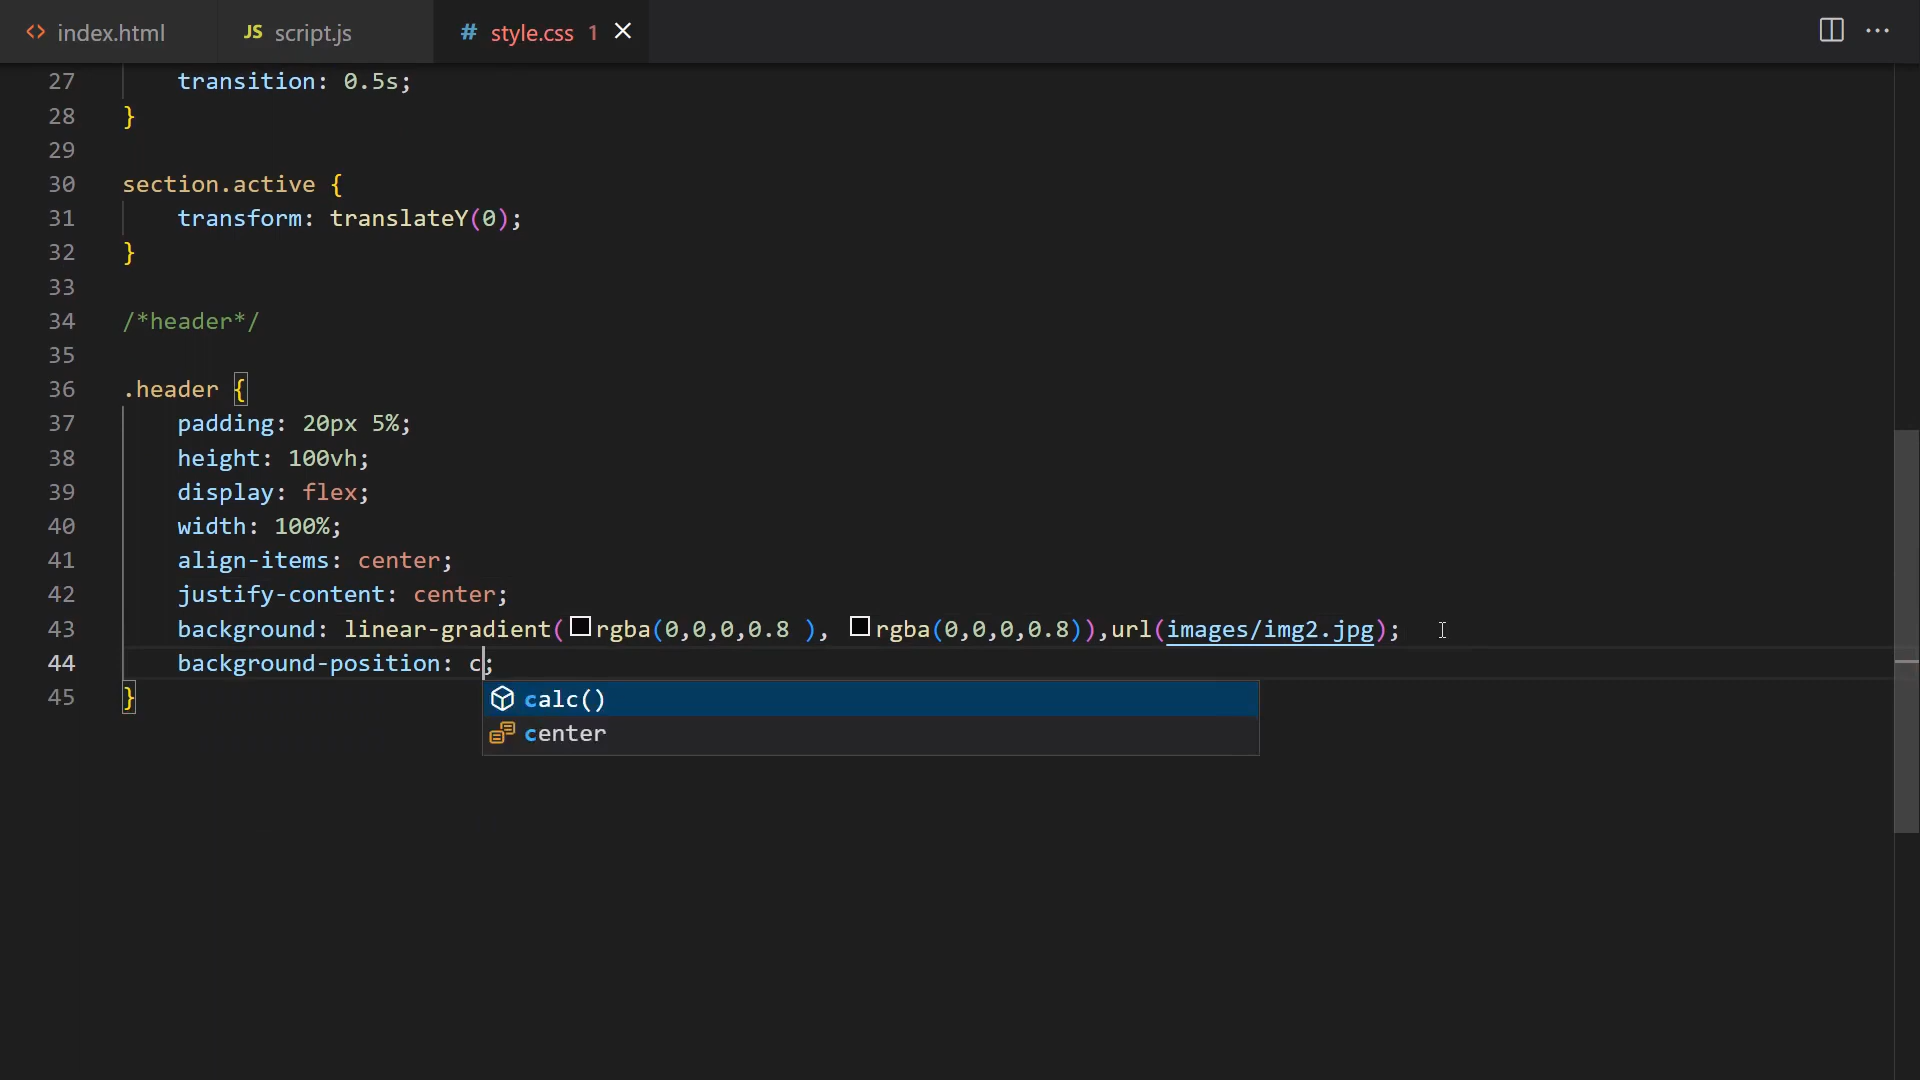 <> index.html JS script.js # style.css 1
27 transition: 0.5s;
28 }
29
30 section.active {
31 transform: translateY(0);
32 }
33
34 /*header*/
35
36 .header {
37 padding: 20px 5%;
38 height: 100vh;
39 display: flex;
40 width: 100%;
41 align-items: center;
42 justify-content: center;
43 background: linear-gradient(rgba(0,0,0,0.8 ), rgba(0,0,0,0.8)),url(images/img2.jpg);
44 background-position: c;
45 }
calc()
center